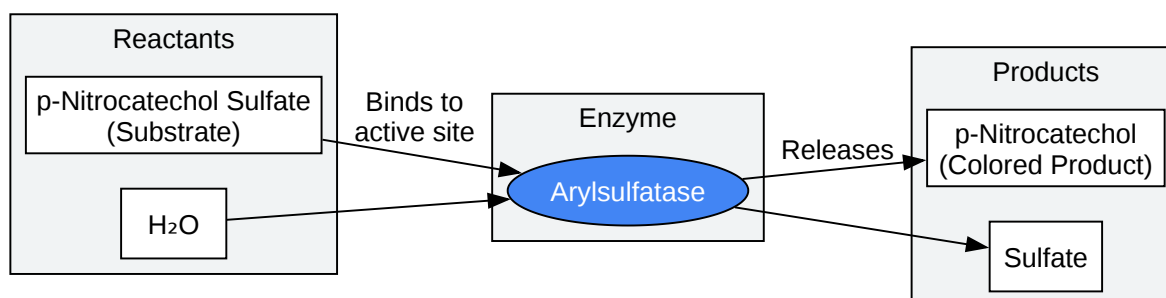 Reactants
p-Nitrocatechol Sulfate
(Substrate)
H₂O
Binds to
active site
Enzyme
Arylsulfatase
Releases
Products
p-Nitrocatechol
(Colored Product)
Sulfate